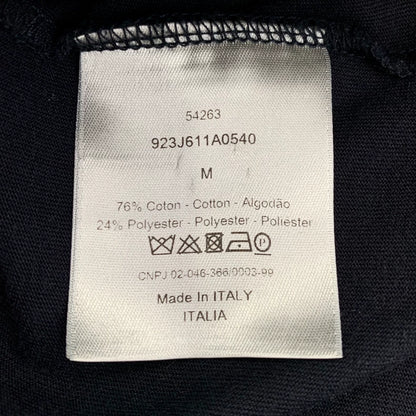 54263
923J611A0540
M
76% Coton - Cotton - Algodão
24% Polyester - Polyester - Poliester
P
CNPJ 02-046-366/0003-99
Made In ITALY
ITALIA